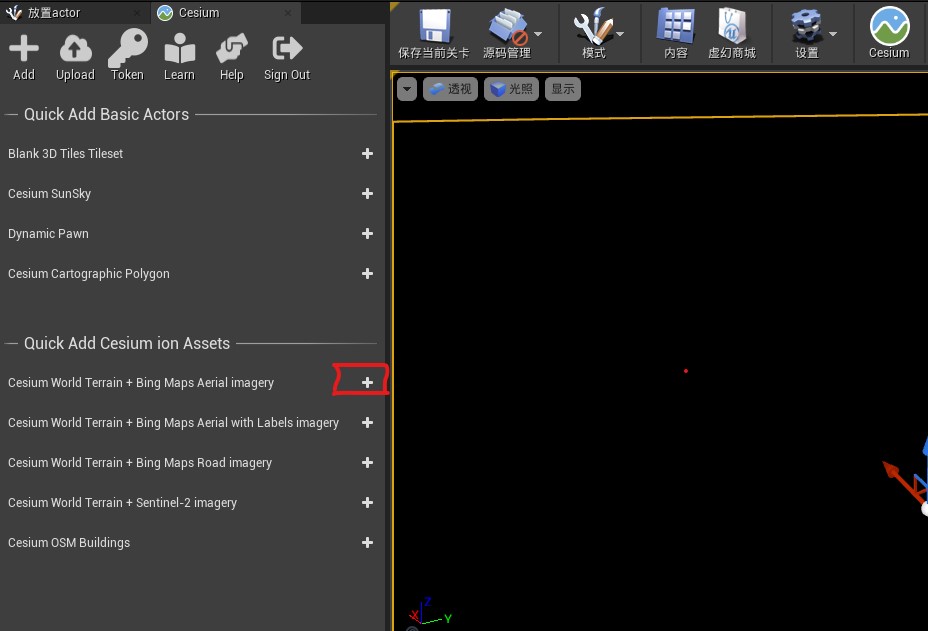 放置actor
Cesium
Add
Upload
Token
Learn
Help
Sign Out
Quick Add Basic Actors
Blank 3D Tiles Tileset
Cesium SunSky
Dynamic Pawn
Cesium Cartographic Polygon
Quick Add Cesium ion Assets
Cesium World Terrain + Bing Maps Aerial imagery
Cesium World Terrain + Bing Maps Aerial with Labels imagery
Cesium World Terrain + Bing Maps Road imagery
Cesium World Terrain + Sentinel-2 imagery
Cesium OSM Buildings
保存当前关卡
源码管理
模式
内容
虚幻商城
设置
Cesium
透视
光照
显示
Z
X
Y